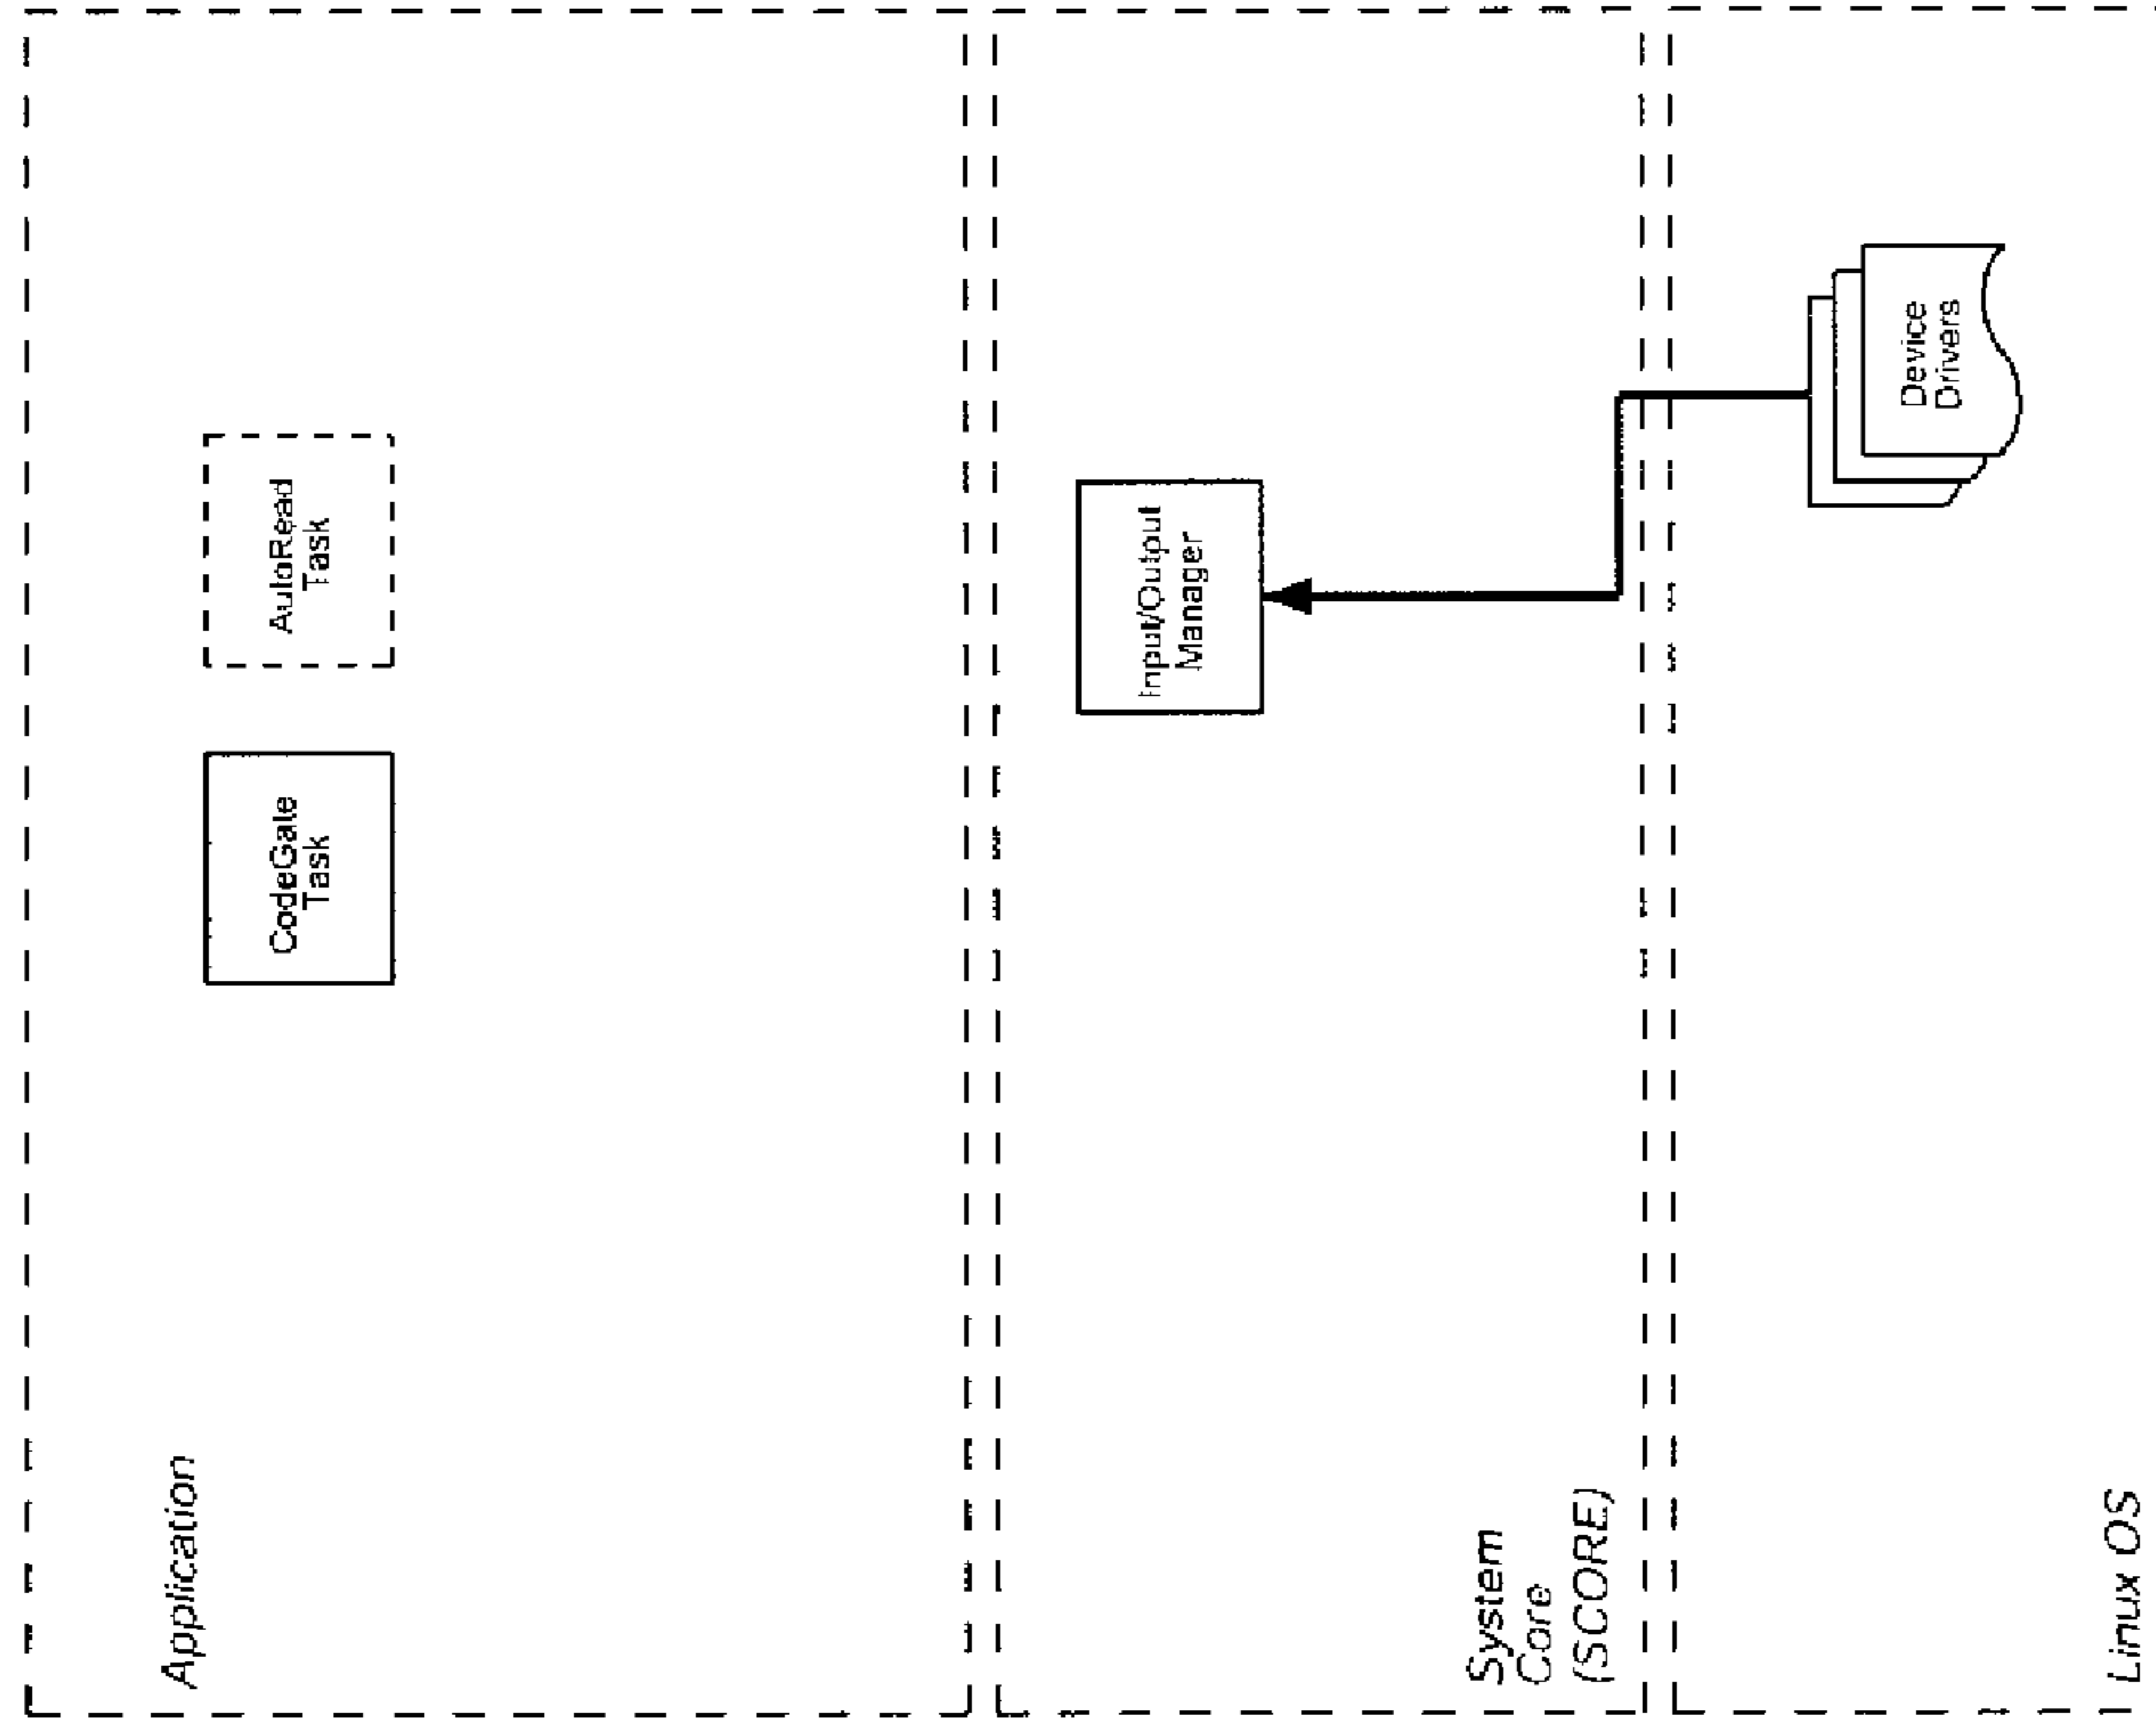 Application
CodeGate
Task
AutoRead
Task
System
Core
(SCORE)
Input/Output
Manager
Linux OS
Device
Drivers